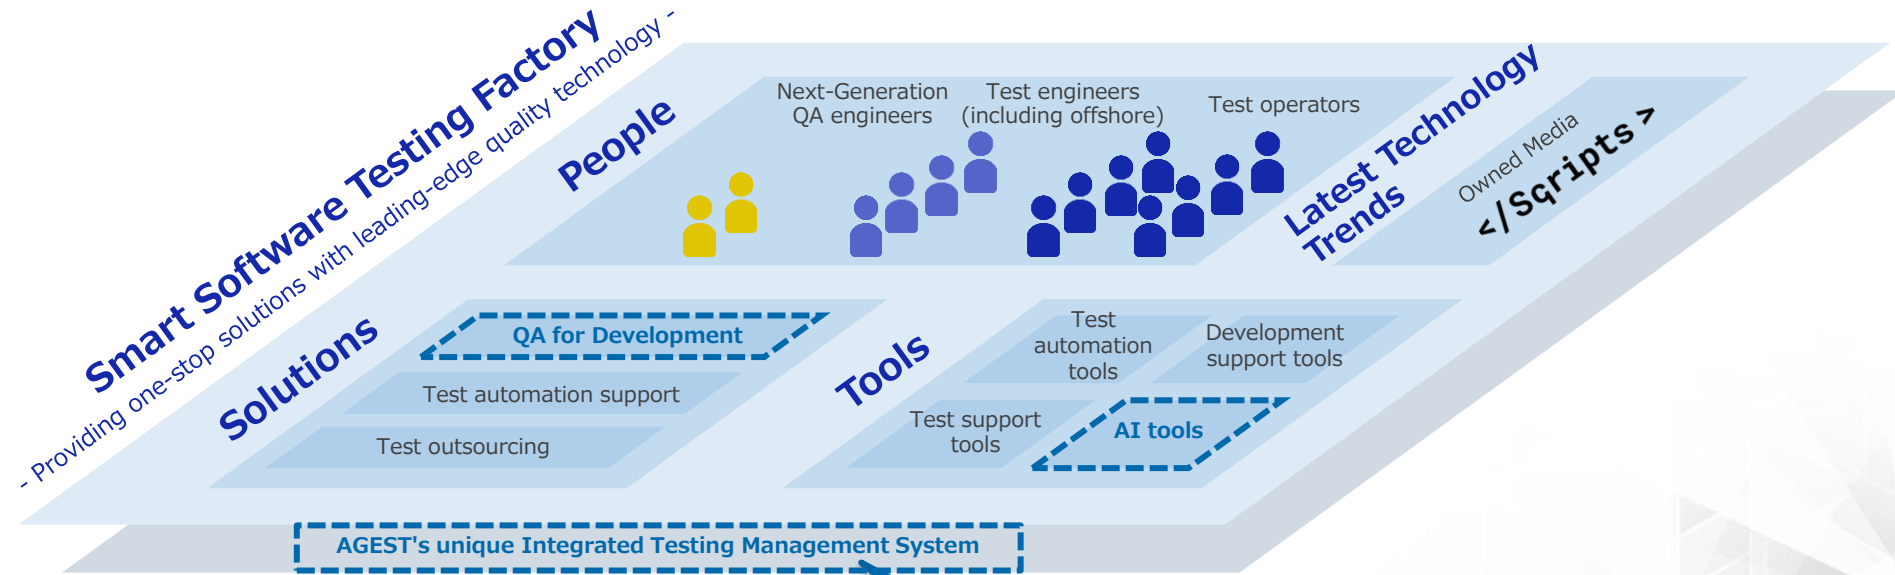 Smart Software Testing Factory
- Providing one-stop solutions with leading-edge quality technology -
People
Next-Generation
QA engineers
Test engineers
(including offshore)
Test operators
Latest Technology
Trends
Owned Media
</Sqripts>
Solutions
QA for Development
Test automation support
Test outsourcing
Tools
Test
automation
tools
Development
support tools
Test support
tools
AI tools
AGEST's unique Integrated Testing Management System